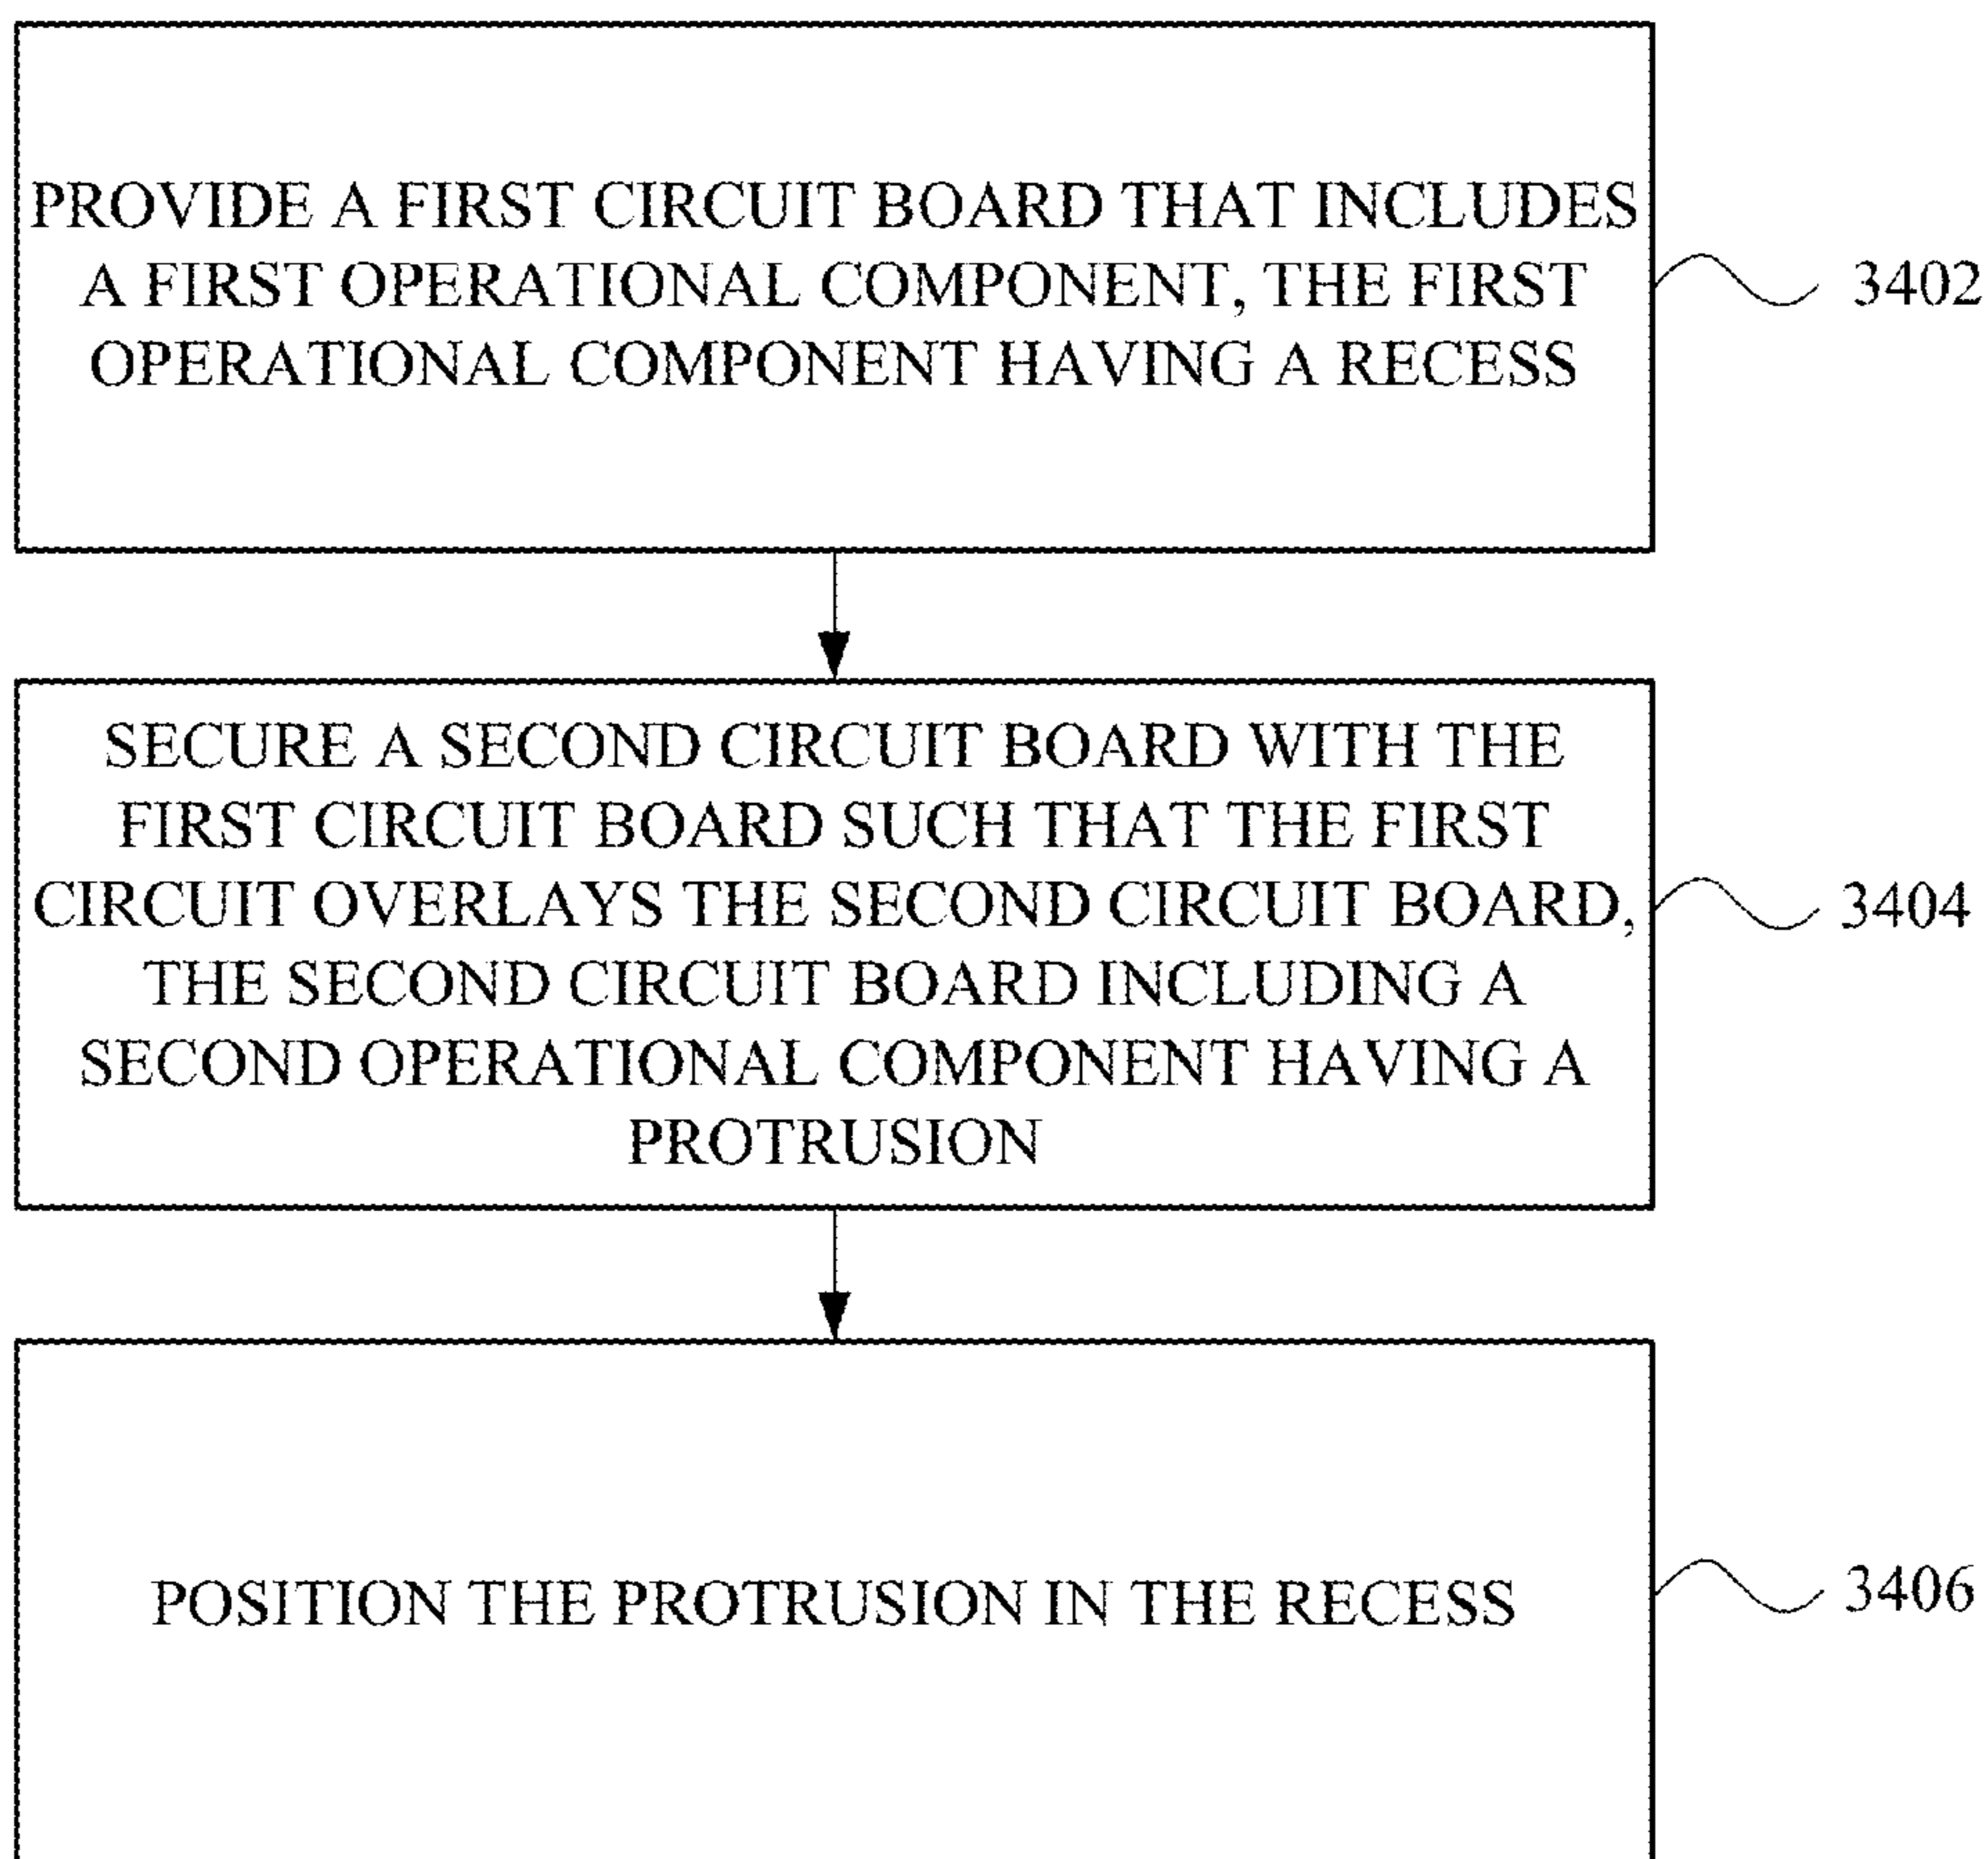 PROVIDE A FIRST CIRCUIT BOARD THAT INCLUDES
A FIRST OPERATIONAL COMPONENT, THE FIRST
OPERATIONAL COMPONENT HAVING A RECESS
3402
SECURE A SECOND CIRCUIT BOARD WITH THE
FIRST CIRCUIT BOARD SUCH THAT THE FIRST
CIRCUIT OVERLAYS THE SECOND CIRCUIT BOARD,
THE SECOND CIRCUIT BOARD INCLUDING A
SECOND OPERATIONAL COMPONENT HAVING A
PROTRUSION
3404
POSITION THE PROTRUSION IN THE RECESS
3406